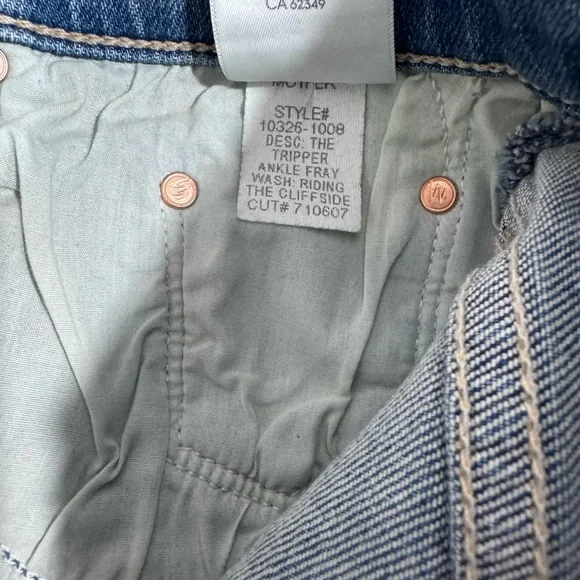 CA 62349
MOTHER
STYLE#
10326-1008
DESC: THE
TRIPPER
ANKLE FRAY
WASH: RIDING
THE CLIFFSIDE
CUT# 710607